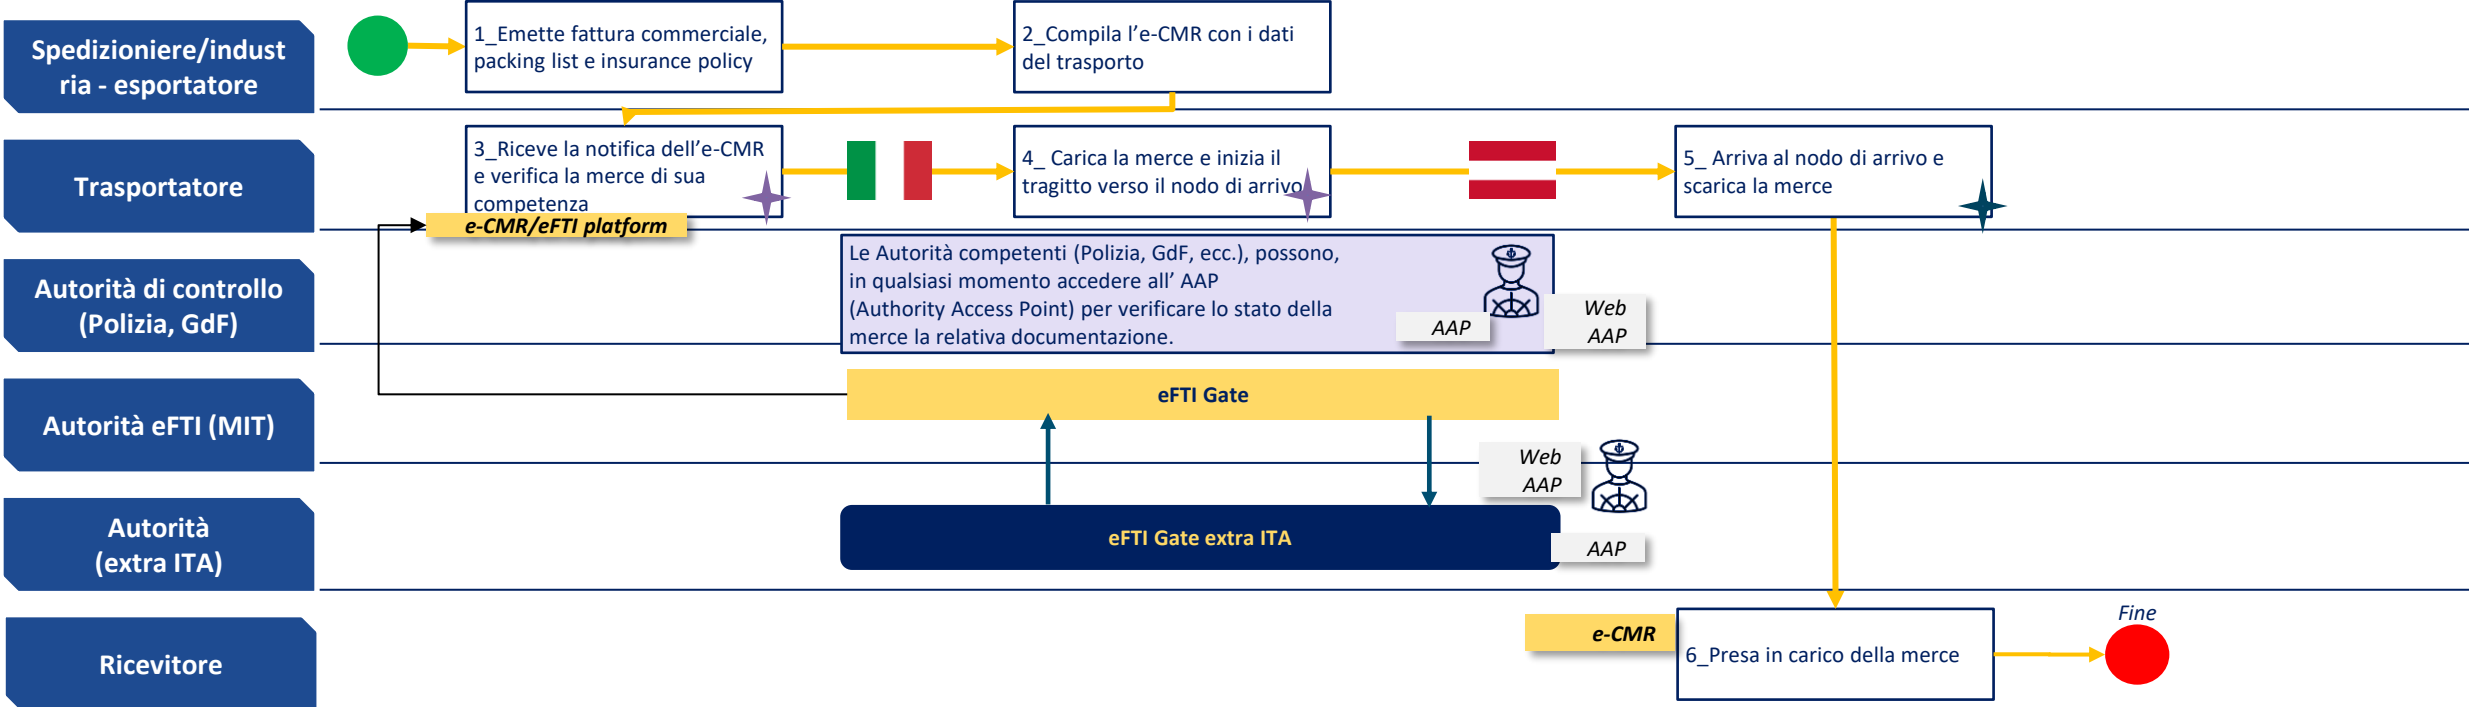 Spedizioniere/indust
ria - esportatore
1_Emette fattura commerciale,
packing list e insurance policy
2_Compila l'e-CMR con i dati
del trasporto
Trasportatore
3_Riceve la notifica dell'e-CMR
e verifica la merce di sua
competenza
e-CMR/eFTI platform
4_ Carica la merce e inizia il
tragitto verso il nodo di arrivo
5_ Arriva al nodo di arrivo e
scarica la merce
Autorità di controllo
(Polizia, GdF)
Le Autorità competenti (Polizia, GdF, ecc.), possono,
in qualsiasi momento accedere all' AAP
(Authority Access Point) per verificare lo stato della
merce la relativa documentazione.
AAP
Web
AAP
Autorità eFTI (MIT)
eFTI Gate
Web
AAP
Autorità
(extra ITA)
eFTI Gate extra ITA
AAP
Ricevitore
e-CMR
6_Presa in carico della merce
Fine